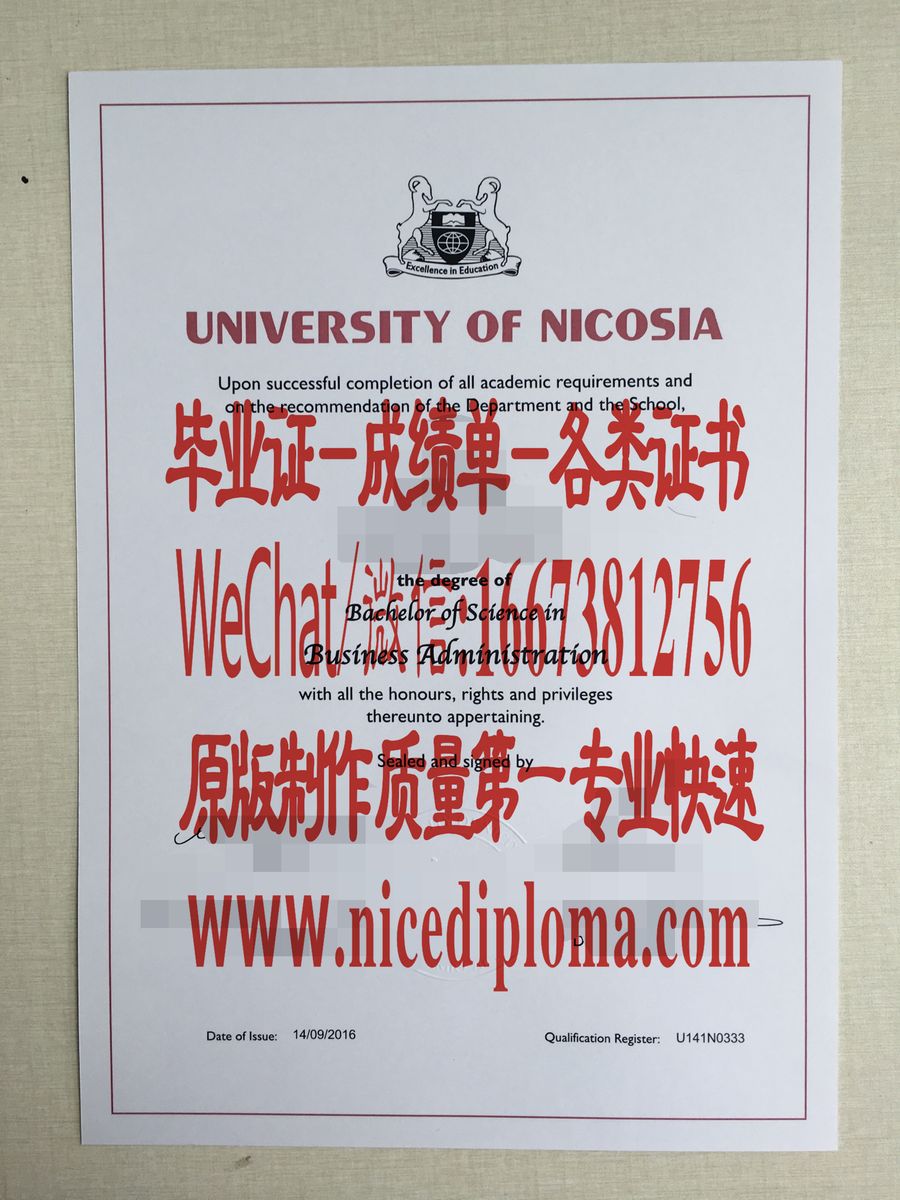 Excellence in Education
UNIVERSITY OF NICOSIA
Upon successful completion of all academic requirements and
on the recommendation of the Department and the School,
毕业证一成绩单一各类证书
WeChat/微信:16673812756
the degree of
Bachelor of Science in
Business Administration
with all the honours, rights and privileges
thereunto appertaining.
原版制作质量第一专业快速
Sealed and signed by
www.nicediploma.com
Date of Issue: 14/09/2016
Qualification Register: U141N0333